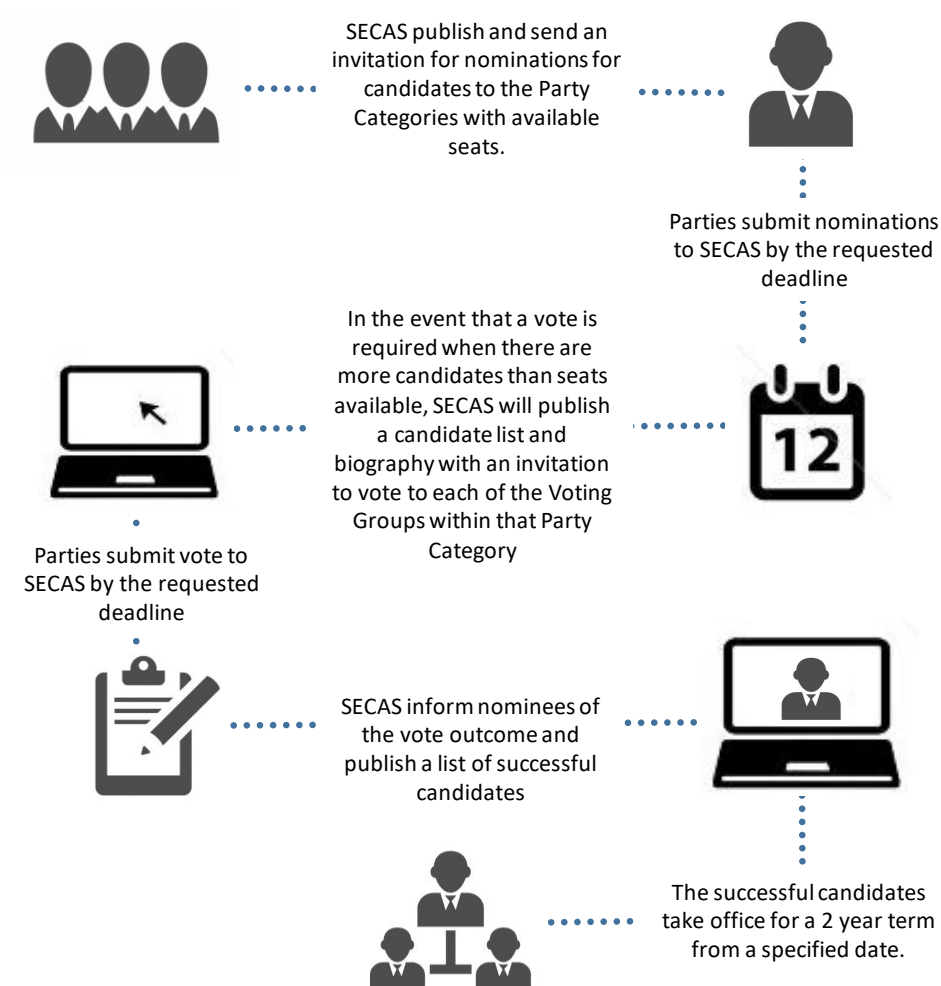 SECAS publish and send an
invitation for nominations for
candidates to the Party
Categories with available
seats.
Parties submit nominations
to SECAS by the requested
deadline
In the event that a vote is
required when there are
more candidates than seats
available, SECAS will publish
a candidate list and
biography with an invitation
to vote to each of the Voting
Groups within that Party
Category
12
Parties submit vote to
SECAS by the requested
deadline
SECAS inform nominees of
the vote outcome and
publish a list of successful
candidates
The successful candidates
take office for a 2 year term
from a specified date.